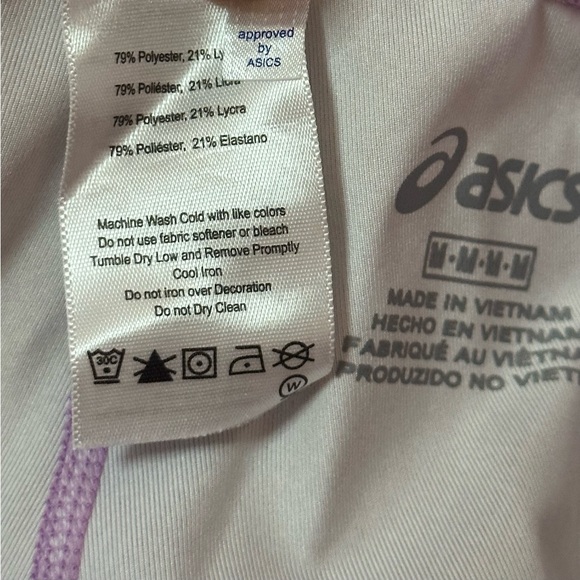 approved
by
ASICS
79% Polyester, 21% Ly
79% Poliéster, 21% Licra
79% Polyester, 21% Lycra
79% Poliéster, 21% Elastano
Machine Wash Cold with like colors
Do not use fabric softener or bleach
Tumble Dry Low and Remove Promptly
Cool Iron
Do not iron over Decoration
Do not Dry Clean
30C
W
asics
M·M·M·M
MADE IN VIETNAM
HECHO EN VIETNAM
FABRIQUÉ AU VIETNA
PRODUZIDO NO VIET